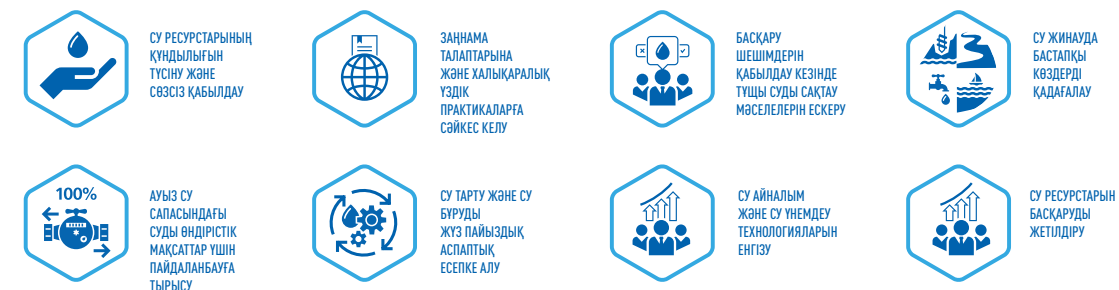 СУ РЕСУРСТАРЫНЫҢ
ҚҰНДЫЛЫҒЫН
ТҮСІНУ ЖӘНЕ
СӨЗСІЗ ҚАБЫЛДАУ
ЗАҢНАМА
ТАЛАПТАРЫНА
ЖӘНЕ ХАЛЫҚАРАЛЫҚ
ҮЗДІК
ПРАКТИКАЛАРҒА
СӘЙКЕС КЕЛУ
БАСҚАРУ
ШЕШІМДЕРІН
ҚАБЫЛДАУ КЕЗІНДЕ
ТҰЩЫ СУДЫ САҚТАУ
МӘСЕЛЕЛЕРІН ЕСКЕРУ
СУ ЖИНАУДА
БАСТАПҚЫ
КӨЗДЕРДІ
ҚАДАҒАЛАУ
100%
АУЫЗ СУ
САПАСЫНДАҒЫ
СУДЫ ӨНДІРІСТІК
МАҚСАТТАР ҮШІН
ПАЙДАЛАНБАУҒА
ТЫРЫСУ
СУ ТАРТУ ЖӘНЕ СУ
БҰРУДЫ
ЖҮЗ ПАЙЫЗДЫҚ
АСПАПТЫҚ
ЕСЕПКЕ АЛУ
СУ АЙНАЛЫМ
ЖӘНЕ СУ ҮНЕМДЕУ
ТЕХНОЛОГИЯЛАРЫН
ЕНГІЗУ
СУ РЕСУРСТАРЫН
БАСҚАРУДЫ
ЖЕТІЛДІРУ